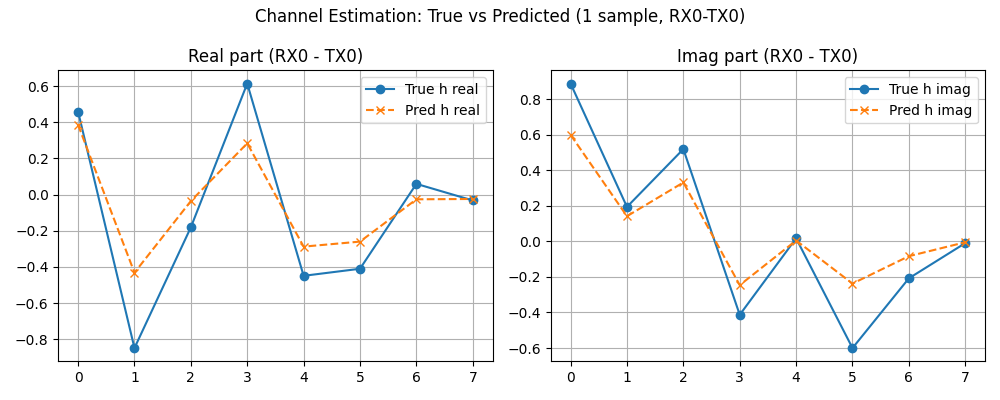 Channel Estimation: True vs Predicted (1 sample, RX0-TX0)
Real part (RX0 - TX0)
0.6
0.4
0.2
0.0
−0.2
−0.4
−0.6
−0.8
0 1 2 3 4 5 6 7
True h real
Pred h real
Imag part (RX0 - TX0)
0.8
0.6
0.4
0.2
0.0
−0.2
−0.4
−0.6
0 1 2 3 4 5 6 7
True h imag
Pred h imag